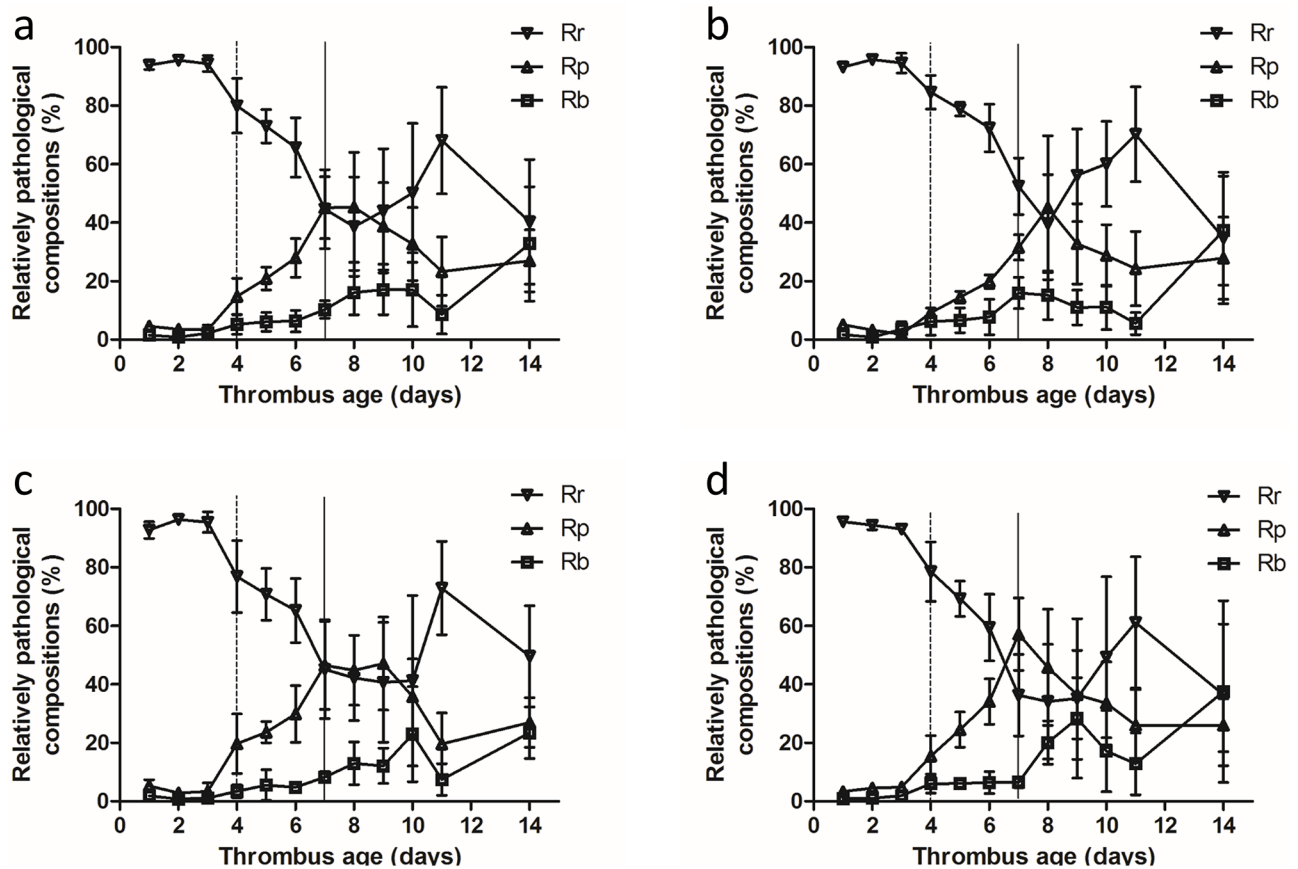 a
Rr
Rp
Rb
Relatively pathological
compositions (%)
100
80
60
40
20
0
0 2 4 6 8 10 12 14
Thrombus age (days)
b
Rr
Rp
Rb
Relatively pathological
compositions (%)
100
80
60
40
20
0
0 2 4 6 8 10 12 14
Thrombus age (days)
c
Rr
Rp
Rb
Relatively pathological
compositions (%)
100
80
60
40
20
0
0 2 4 6 8 10 12 14
Thrombus age (days)
d
Rr
Rp
Rb
Relatively pathological
compositions (%)
100
80
60
40
20
0
0 2 4 6 8 10 12 14
Thrombus age (days)